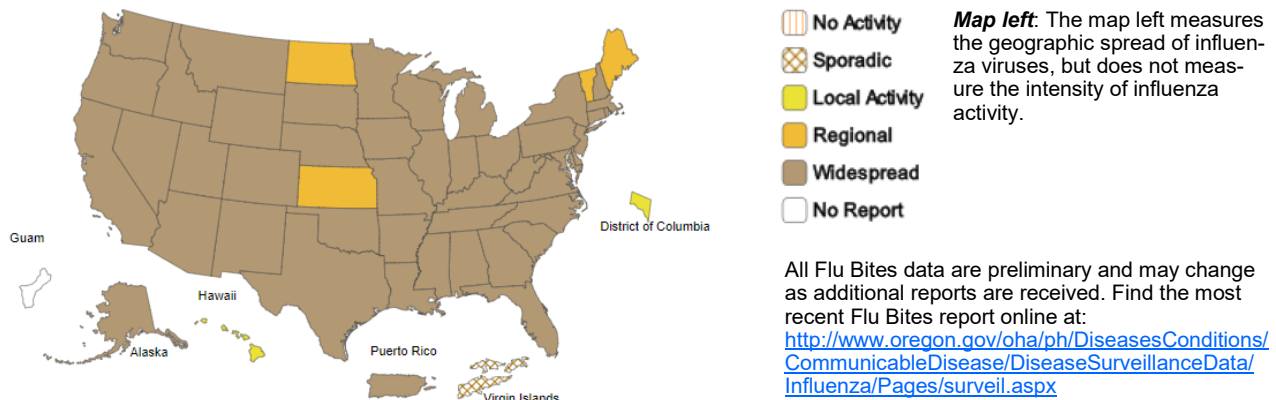 No Activity
Sporadic
Local Activity
Regional
Widespread
No Report
Map left: The map left measures
the geographic spread of influen-
za viruses, but does not meas-
ure the intensity of influenza
activity.
District of Columbia
Guam
Hawaii
Alaska
Puerto Rico
Virgin Islands
All Flu Bites data are preliminary and may change
as additional reports are received. Find the most
recent Flu Bites report online at:
http://www.oregon.gov/oha/ph/DiseasesConditions/
CommunicableDisease/DiseaseSurveillanceData/
Influenza/Pages/surveil.aspx